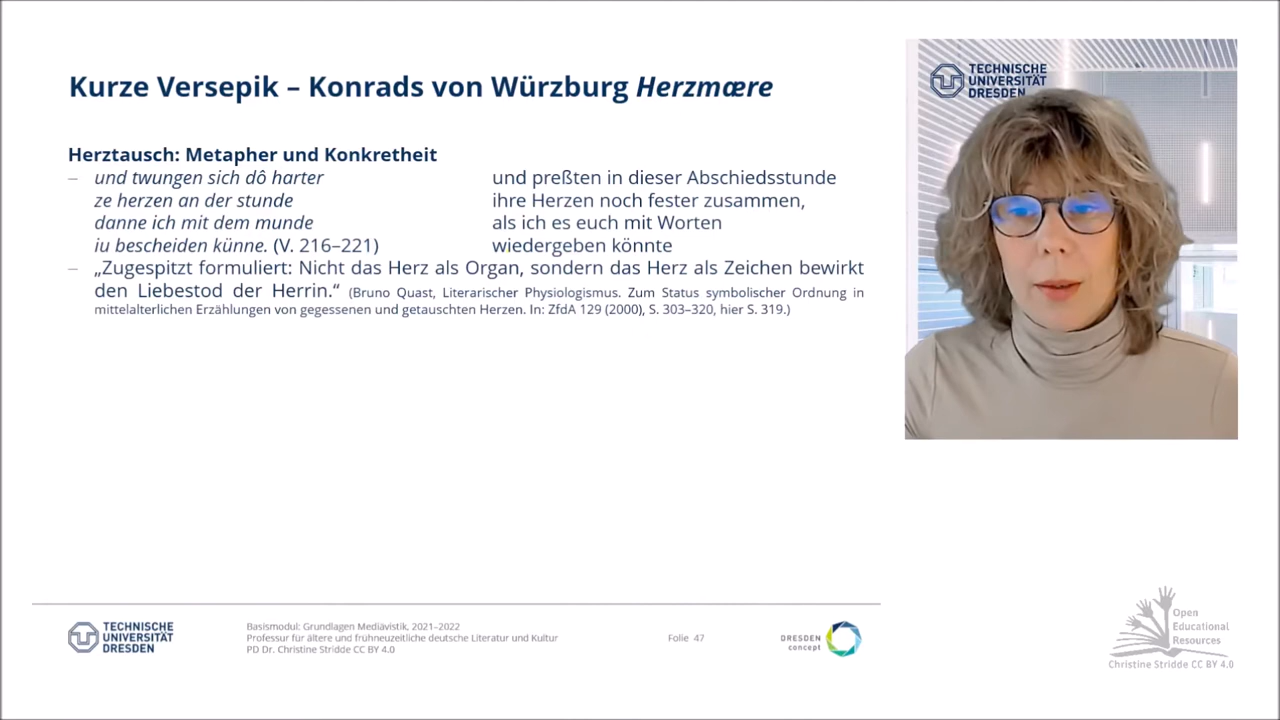 Kurze Versepik – Konrads von Würzburg Herzmære
Herztausch: Metapher und Konkretheit
– und twungen sich dô harter
ze herzen an der stunde
danne ich mit dem munde
iu bescheiden künne. (V. 216–221)
und preßten in dieser Abschiedsstunde
ihre Herzen noch fester zusammen,
als ich es euch mit Worten
wiedergeben könnte
– „Zugespitzt formuliert: Nicht das Herz als Organ, sondern das Herz als Zeichen bewirkt
den Liebestod der Herrin.“ (Bruno Quast, Literarischer Physiologismus. Zum Status symbolischer Ordnung in
mittelalterlichen Erzählungen von gegessenen und getauschten Herzen. In: ZfdA 129 (2000), S. 303–320, hier S. 319.)
TECHNISCHE
UNIVERSITÄT
DRESDEN
TECHNISCHE
UNIVERSITÄT
DRESDEN
Basismodul: Grundlagen Mediävistik, 2021–2022
Professur für ältere und frühneuzeitliche deutsche Literatur und Kultur
PD Dr. Christine Stridde CC BY 4.0
Folie 47
DRESDEN
concept
Open
Educational
Resources
Christine Stridde CC BY 4.0